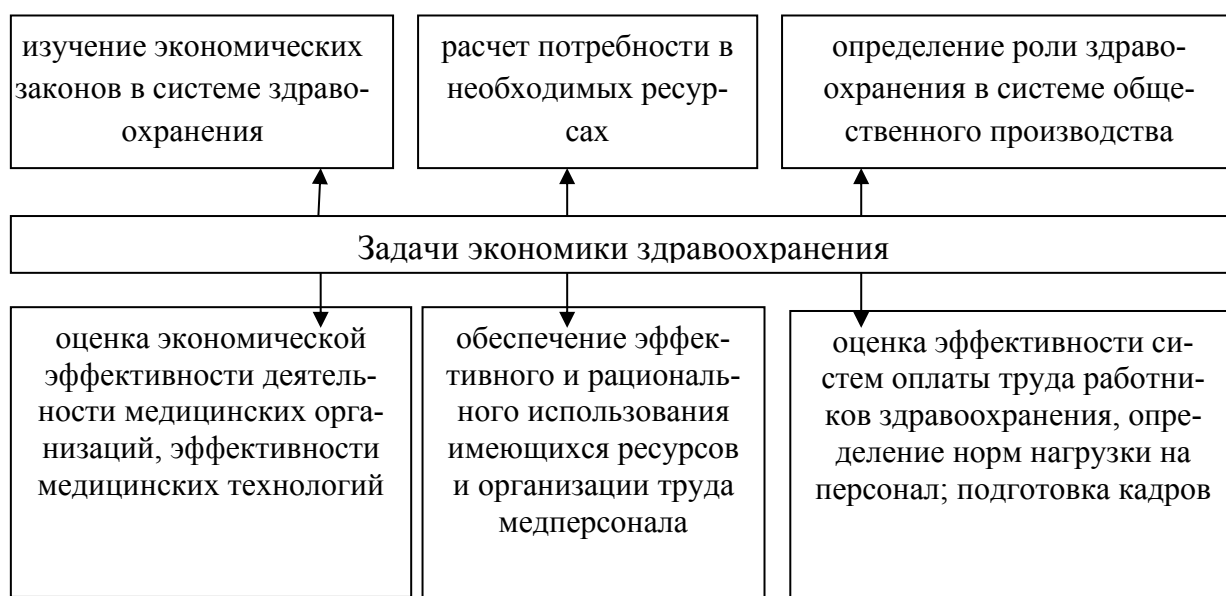 изучение экономических
законов в системе здраво-
охранения
расчет потребности в
необходимых ресур-
сах
определение роли здраво-
охранения в системе обще-
ственного производства
Задачи экономики здравоохранения
оценка экономической
эффективности деятель-
ности медицинских орга-
низаций, эффективности
медицинских технологий
обеспечение эффек-
тивного и рациональ-
ного использования
имеющихся ресурсов
и организации труда
медперсонала
оценка эффективности си-
стем оплаты труда работни-
ков здравоохранения, опре-
деление норм нагрузки на
персонал; подготовка кадров